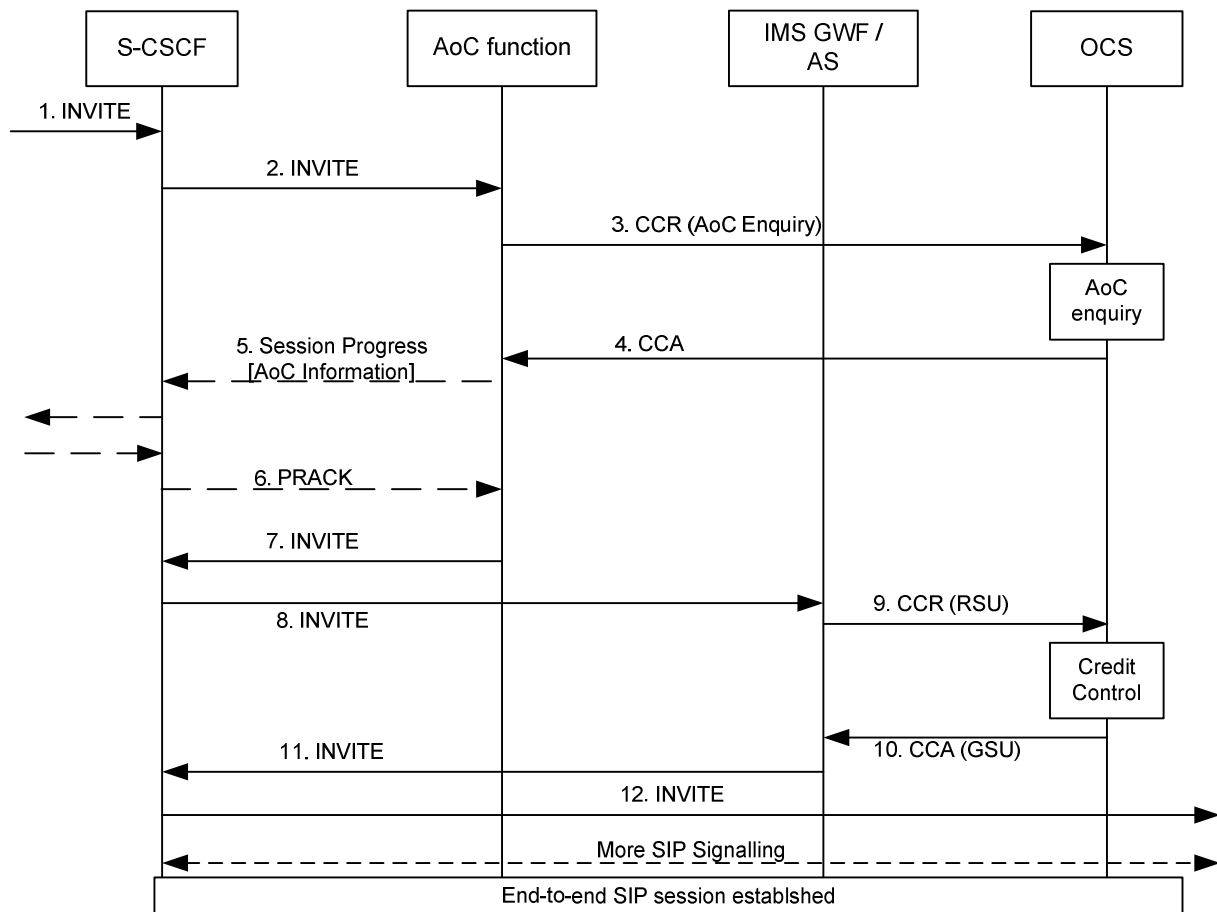 S-CSCF
AoC function
IMS GWF /
AS
OCS
1. INVITE
2. INVITE
3. CCR (AoC Enquiry)
AoC
enquiry
4. CCA
5. Session Progress
[AoC Information]
6. PRACK
7. INVITE
8. INVITE
9. CCR (RSU)
Credit
Control
10. CCA (GSU)
11. INVITE
12. INVITE
More SIP Signalling
End-to-end SIP session establshed